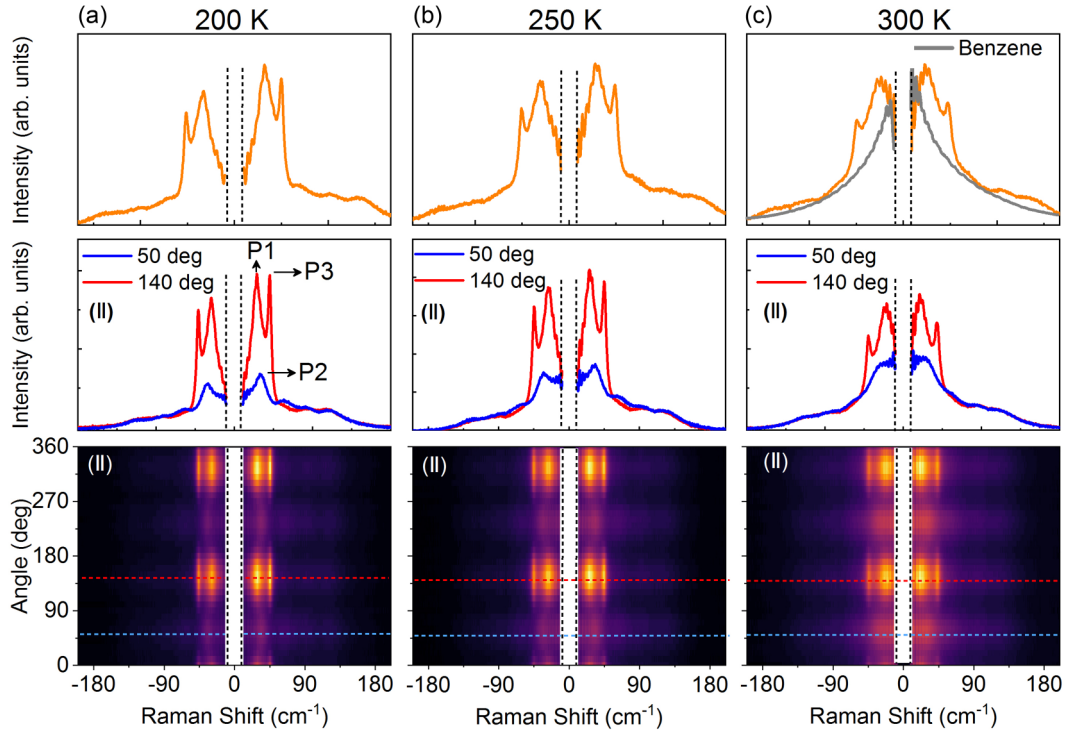 (a) 200 K
(b) 250 K
(c) 300 K
Benzene
Intensity (arb. units)
50 deg
140 deg
(II)
P1
P3
P2
50 deg
140 deg
(II)
50 deg
140 deg
(II)
Intensity (arb. units)
(II)
(II)
(II)
360
270
180
90
0
Angle (deg)
-180 -90 0 90 180
-180 -90 0 90 180
-180 -90 0 90 180
Raman Shift (cm⁻¹)
Raman Shift (cm⁻¹)
Raman Shift (cm⁻¹)